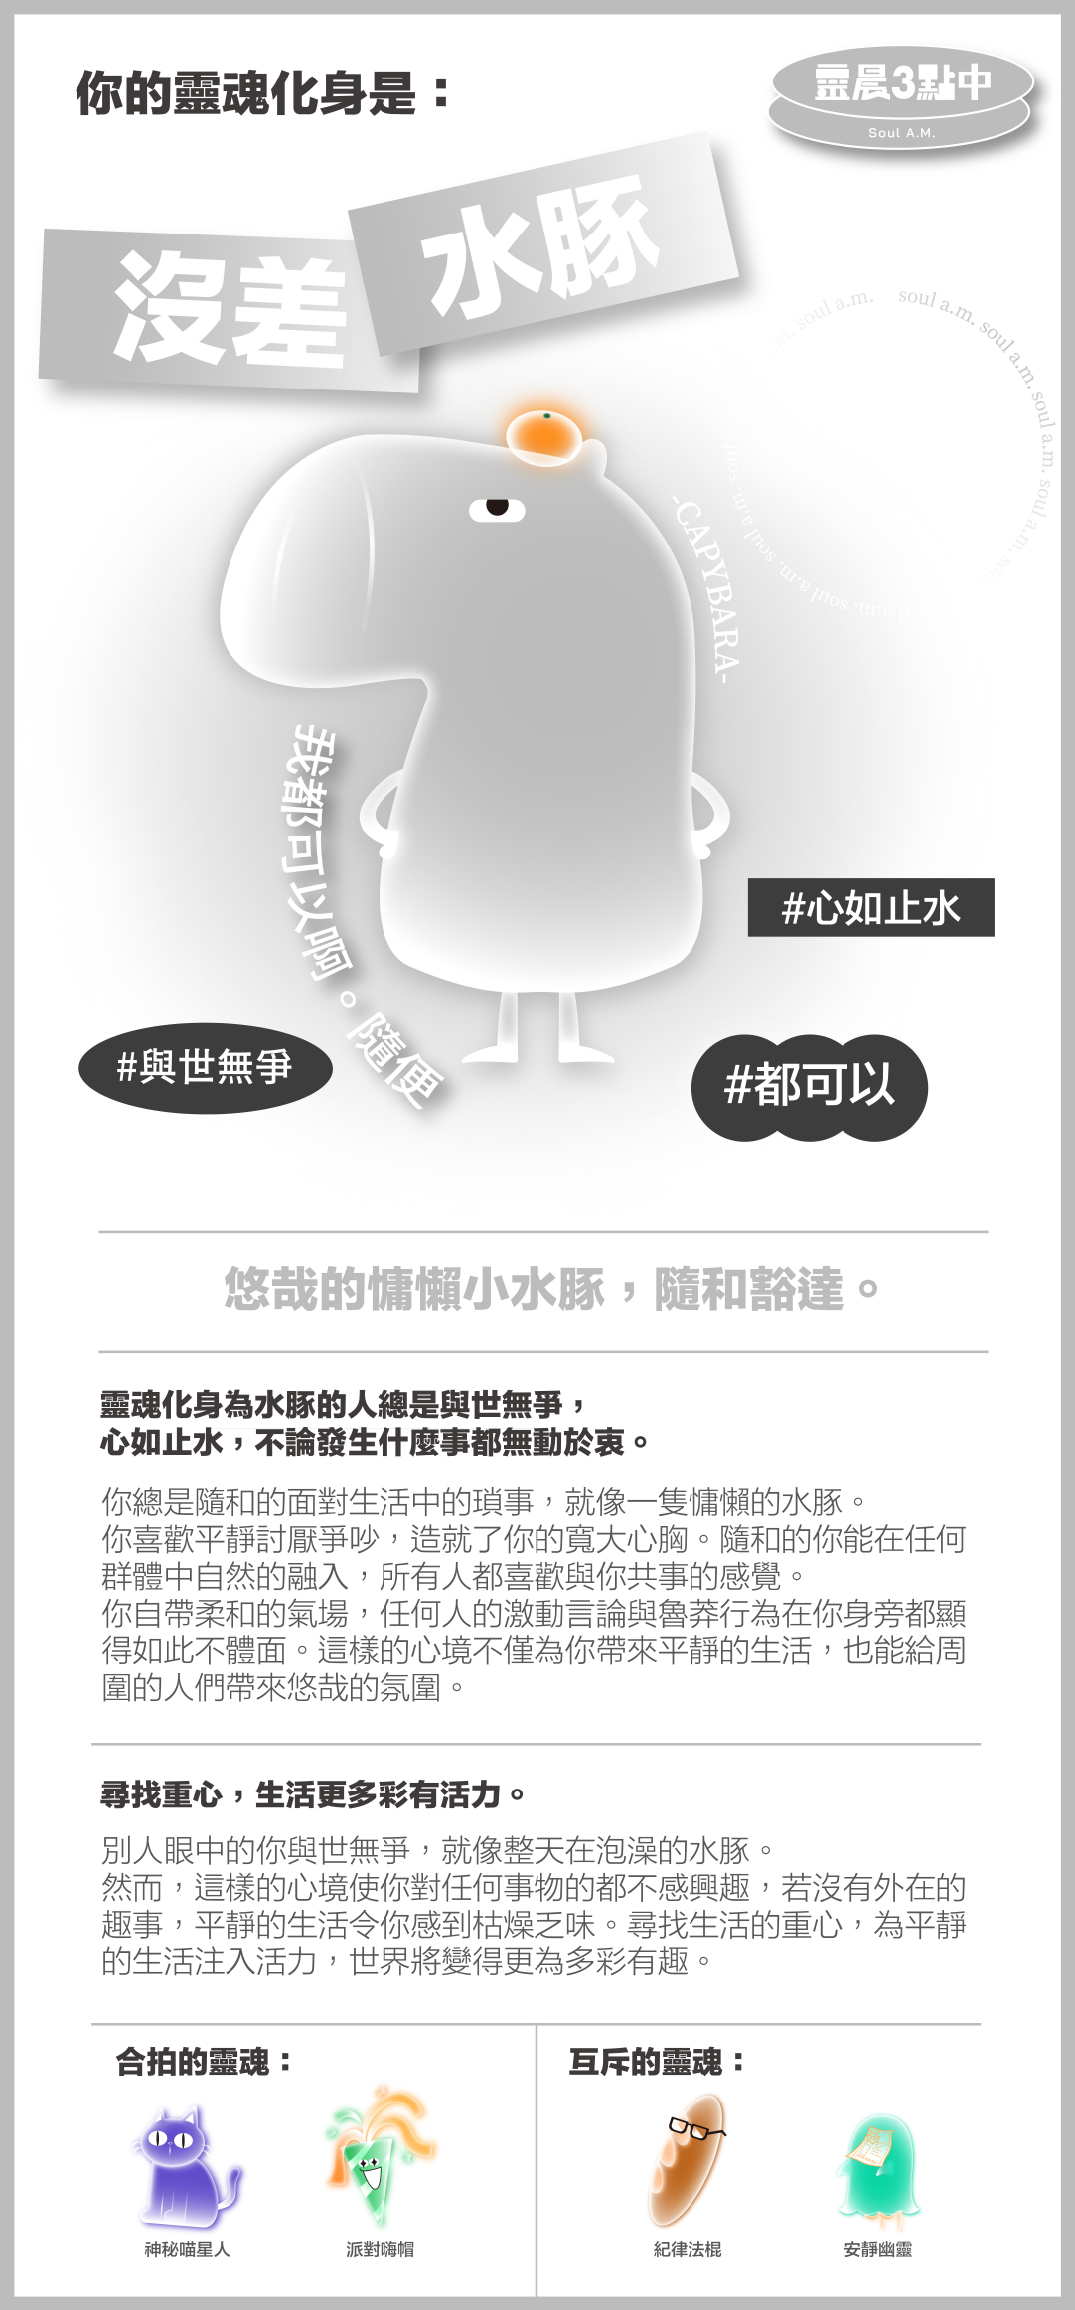 你的靈魂化身是：
靈晨3點中
Soul A.M.
沒差
水豚
soul a.m. soul a.m. soul a.m. soul a.m. soul a.m.
soul a.m. soul a.m. soul a.m.
-CAPYBARA-
我都可以啊。隨便
#心如止水
#與世無爭
#都可以
悠哉的慵懶小水豚，隨和豁達。
靈魂化身為水豚的人總是與世無爭，
心如止水，不論發生什麼事都無動於衷。
你總是隨和的面對生活中的瑣事，就像一隻慵懶的水豚。
你喜歡平靜討厭爭吵，造就了你的寬大心胸。隨和的你能在任何
群體中自然的融入，所有人都喜歡與你共事的感覺。
你自帶柔和的氣場，任何人的激動言論與魯莽行為在你身旁都顯
得如此不體面。這樣的心境不僅為你帶來平靜的生活，也能給周
圍的人們帶來悠哉的氛圍。
尋找重心，生活更多彩有活力。
別人眼中的你與世無爭，就像整天在泡澡的水豚。
然而，這樣的心境使你對任何事物的都不感興趣，若沒有外在的
趣事，平靜的生活令你感到枯燥乏味。尋找生活的重心，為平靜
的生活注入活力，世界將變得更為多彩有趣。
合拍的靈魂：
神秘喵星人
派對嗨帽
互斥的靈魂：
紀律法棍
安靜幽靈